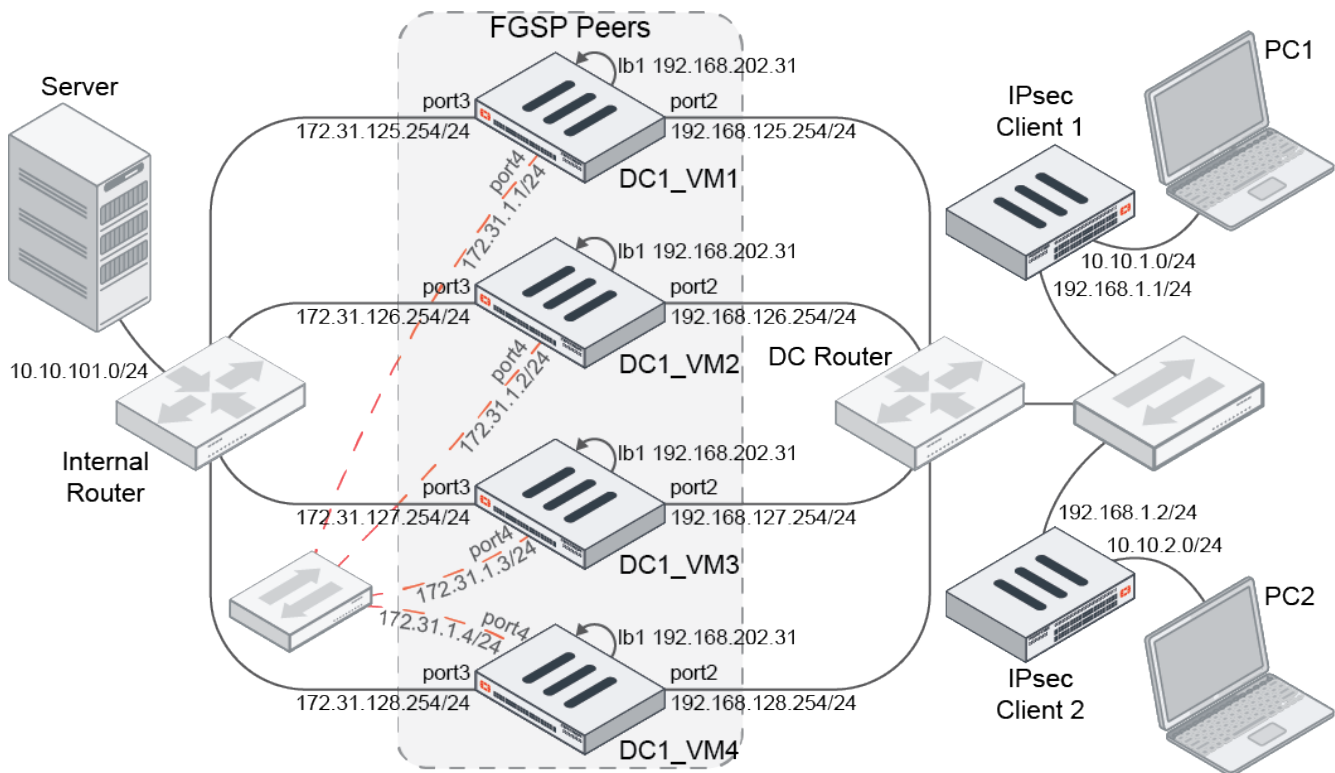 FGSP Peers
Server
lb1 192.168.202.31
PC1
port3
port2
IPsec
Client 1
172.31.125.254/24
192.168.125.254/24
port4
172.31.1.1/24
DC1_VM1
lb1 192.168.202.31
10.10.1.0/24
192.168.1.1/24
port3
port2
172.31.126.254/24
192.168.126.254/24
10.10.101.0/24
port4
172.31.1.2/24
DC1_VM2
DC Router
lb1 192.168.202.31
Internal
Router
port3
port2
172.31.127.254/24
192.168.127.254/24
192.168.1.2/24
10.10.2.0/24
port4
172.31.1.3/24
DC1_VM3
PC2
port4
172.31.1.4/24
lb1 192.168.202.31
port3
port2
172.31.128.254/24
192.168.128.254/24
IPsec
Client 2
DC1_VM4